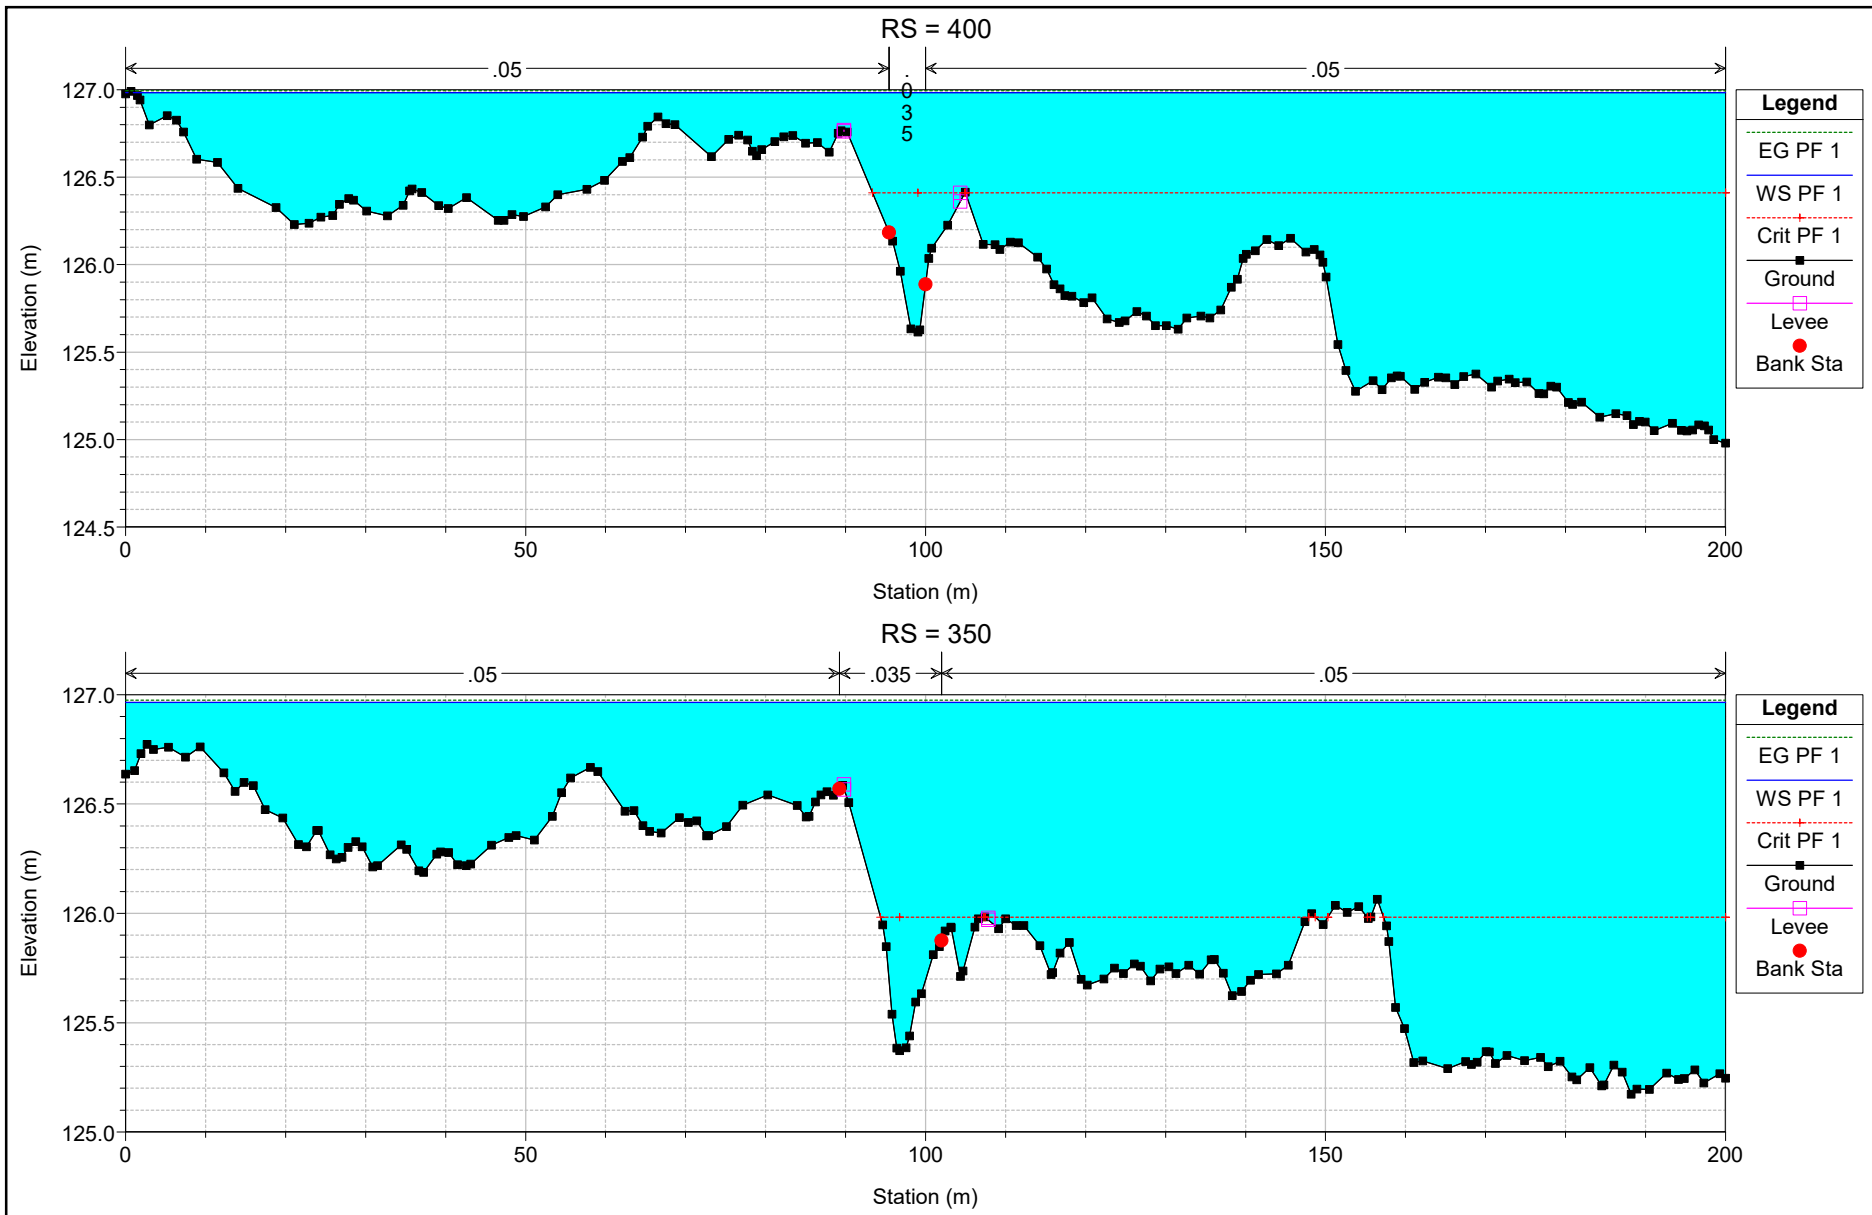 RS = 400
.05
.035
.05
127.0
126.5
126.0
125.5
125.0
124.5
Elevation (m)
0
50
100
150
200
Station (m)
Legend
EG PF 1
WS PF 1
Crit PF 1
Ground
Levee
Bank Sta
RS = 350
.05
.035
.05
127.0
126.5
126.0
125.5
125.0
Elevation (m)
0
50
100
150
200
Station (m)
Legend
EG PF 1
WS PF 1
Crit PF 1
Ground
Levee
Bank Sta